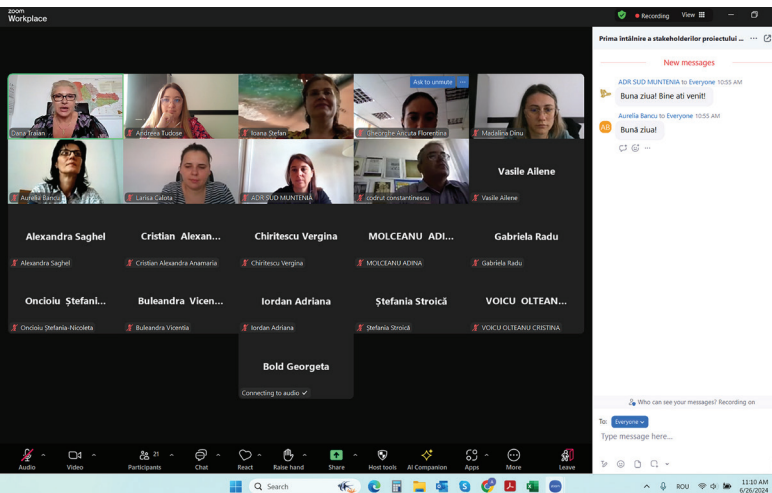 zoom
Workplace
Recording
View
Prima întâlnire a stakeholderilor proiectului ...
New messages
ADR SUD MUNTENIA to Everyone 10:55 AM
Buna ziua! Bine ati venit!
Aurelia Bancu to Everyone 10:55 AM
AB
Bună ziua!
Ask to unmute
Dana Traian
Andreea Tudose
Ioana Stefan
Gheorghe Ancuta Florentina
Madalina Dinu
Aurelia Bancu
Larisa Calota
ADR SUD MUNTENIA
codrut constantinescu
Vasile Ailene
Vasile Ailene
Alexandra Saghel
Cristian Alexan...
Chiritescu Vergina
MOLCEANU ADI...
Gabriela Radu
Alexandra Saghel
Cristian Alexandra Anamaria
Chiritescu Vergina
MOLCEANU ADINA
Gabriela Radu
Oncioiu Ștefani...
Buleandra Vicen...
Iordan Adriana
Ștefania Stroică
VOICU OLTEAN...
Oncioiu Ștefania-Nicoleta
Buleandra Vicentia
Iordan Adriana
Ștefania Stroică
VOICU OLTEANU CRISTINA
Bold Georgeta
Connecting to audio
Who can see your messages? Recording on
To: Everyone
Type message here...
21
Audio
Video
Participants
Chat
React
Raise hand
Share
Host tools
AI Companion
Apps
More
Leave
Search
ROU
11:10 AM
6/26/2024